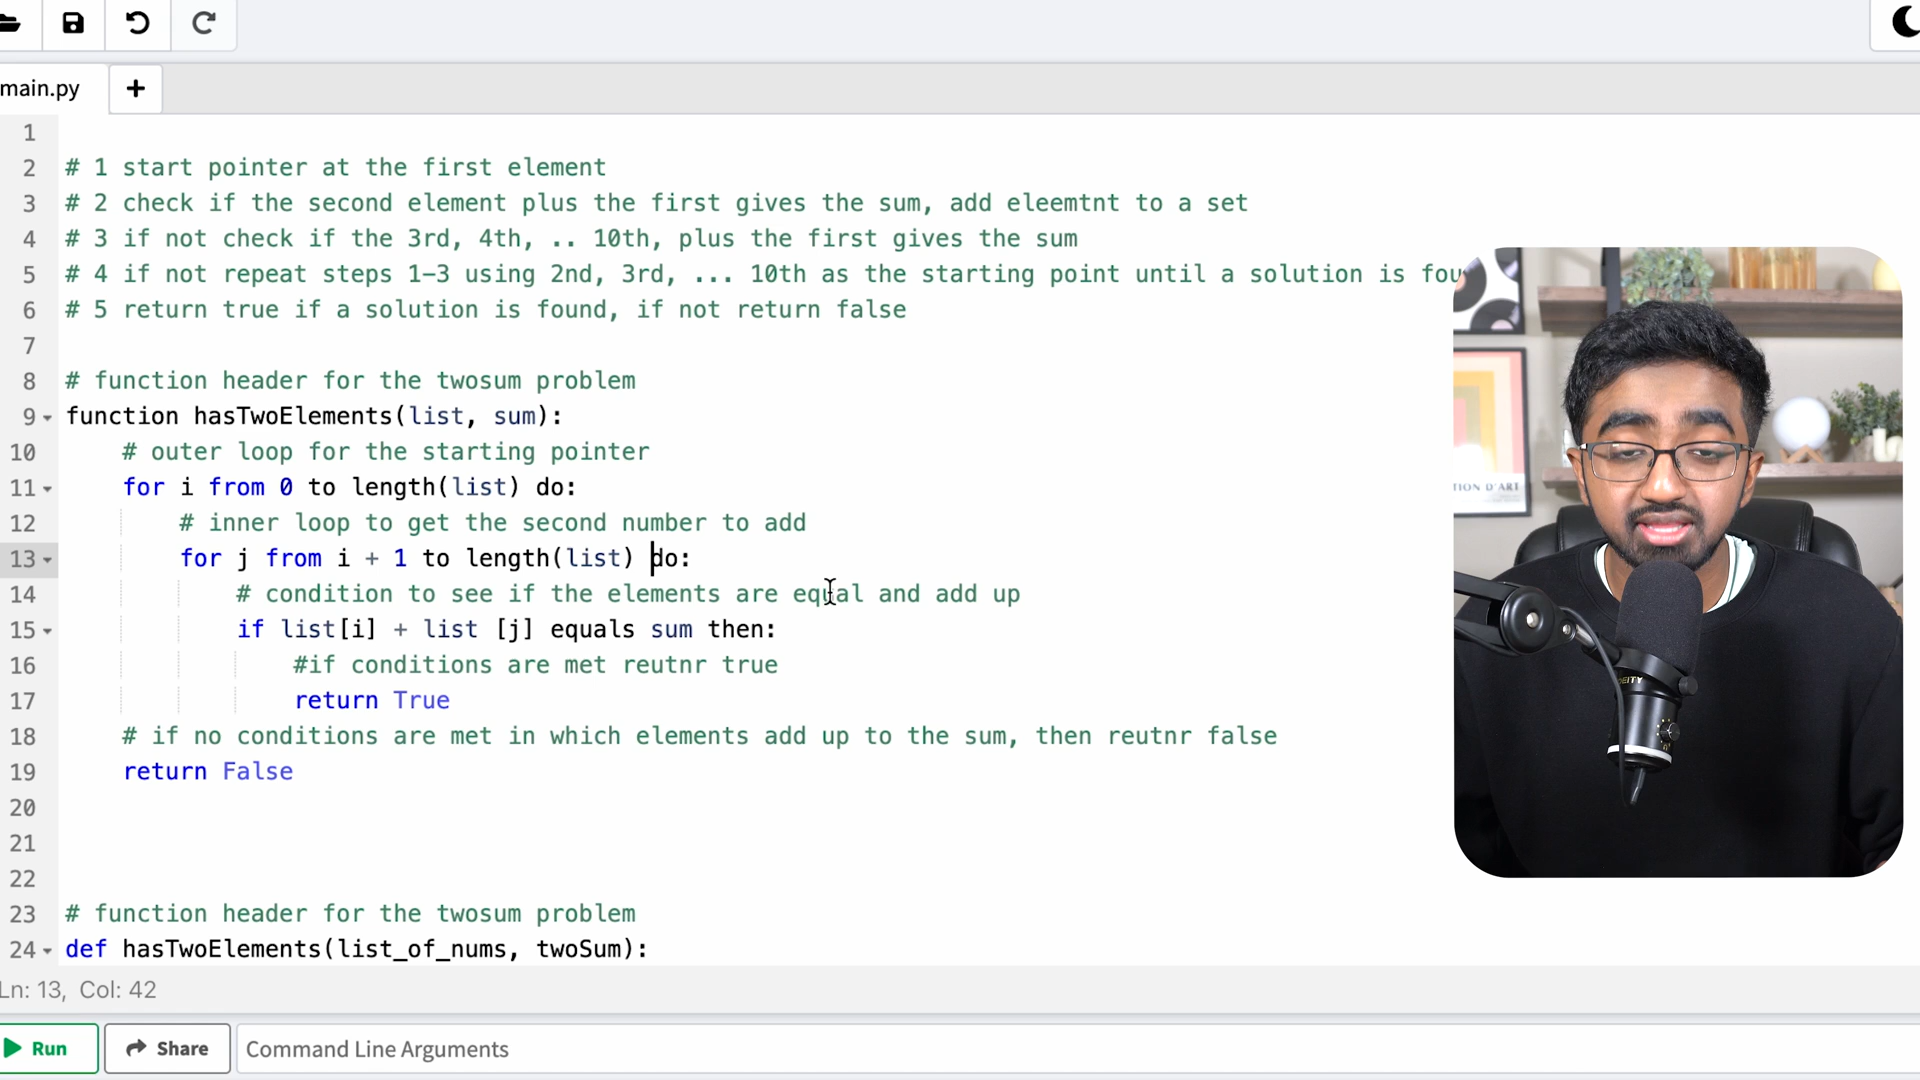 main.py
+
1
2 # 1 start pointer at the first element
3 # 2 check if the second element plus the first gives the sum, add eleemtnt to a set
4 # 3 if not check if the 3rd, 4th, .. 10th, plus the first gives the sum
5 # 4 if not repeat steps 1-3 using 2nd, 3rd, ... 10th as the starting point until a solution is fou
6 # 5 return true if a solution is found, if not return false
7
8 # function header for the twosum problem
9 function hasTwoElements(list, sum):
10 # outer loop for the starting pointer
11 for i from 0 to length(list) do:
12 # inner loop to get the second number to add
13 for j from i + 1 to length(list) do:
14 # condition to see if the elements are equal and add up
15 if list[i] + list [j] equals sum then:
16 #if conditions are met reutnr true
17 return True
18 # if no conditions are met in which elements add up to the sum, then reutnr false
19 return False
20
21
22
23 # function header for the twosum problem
24 def hasTwoElements(list_of_nums, twoSum):
Ln: 13, Col: 42
Run Share Command Line Arguments
TION D'ART
DEITY